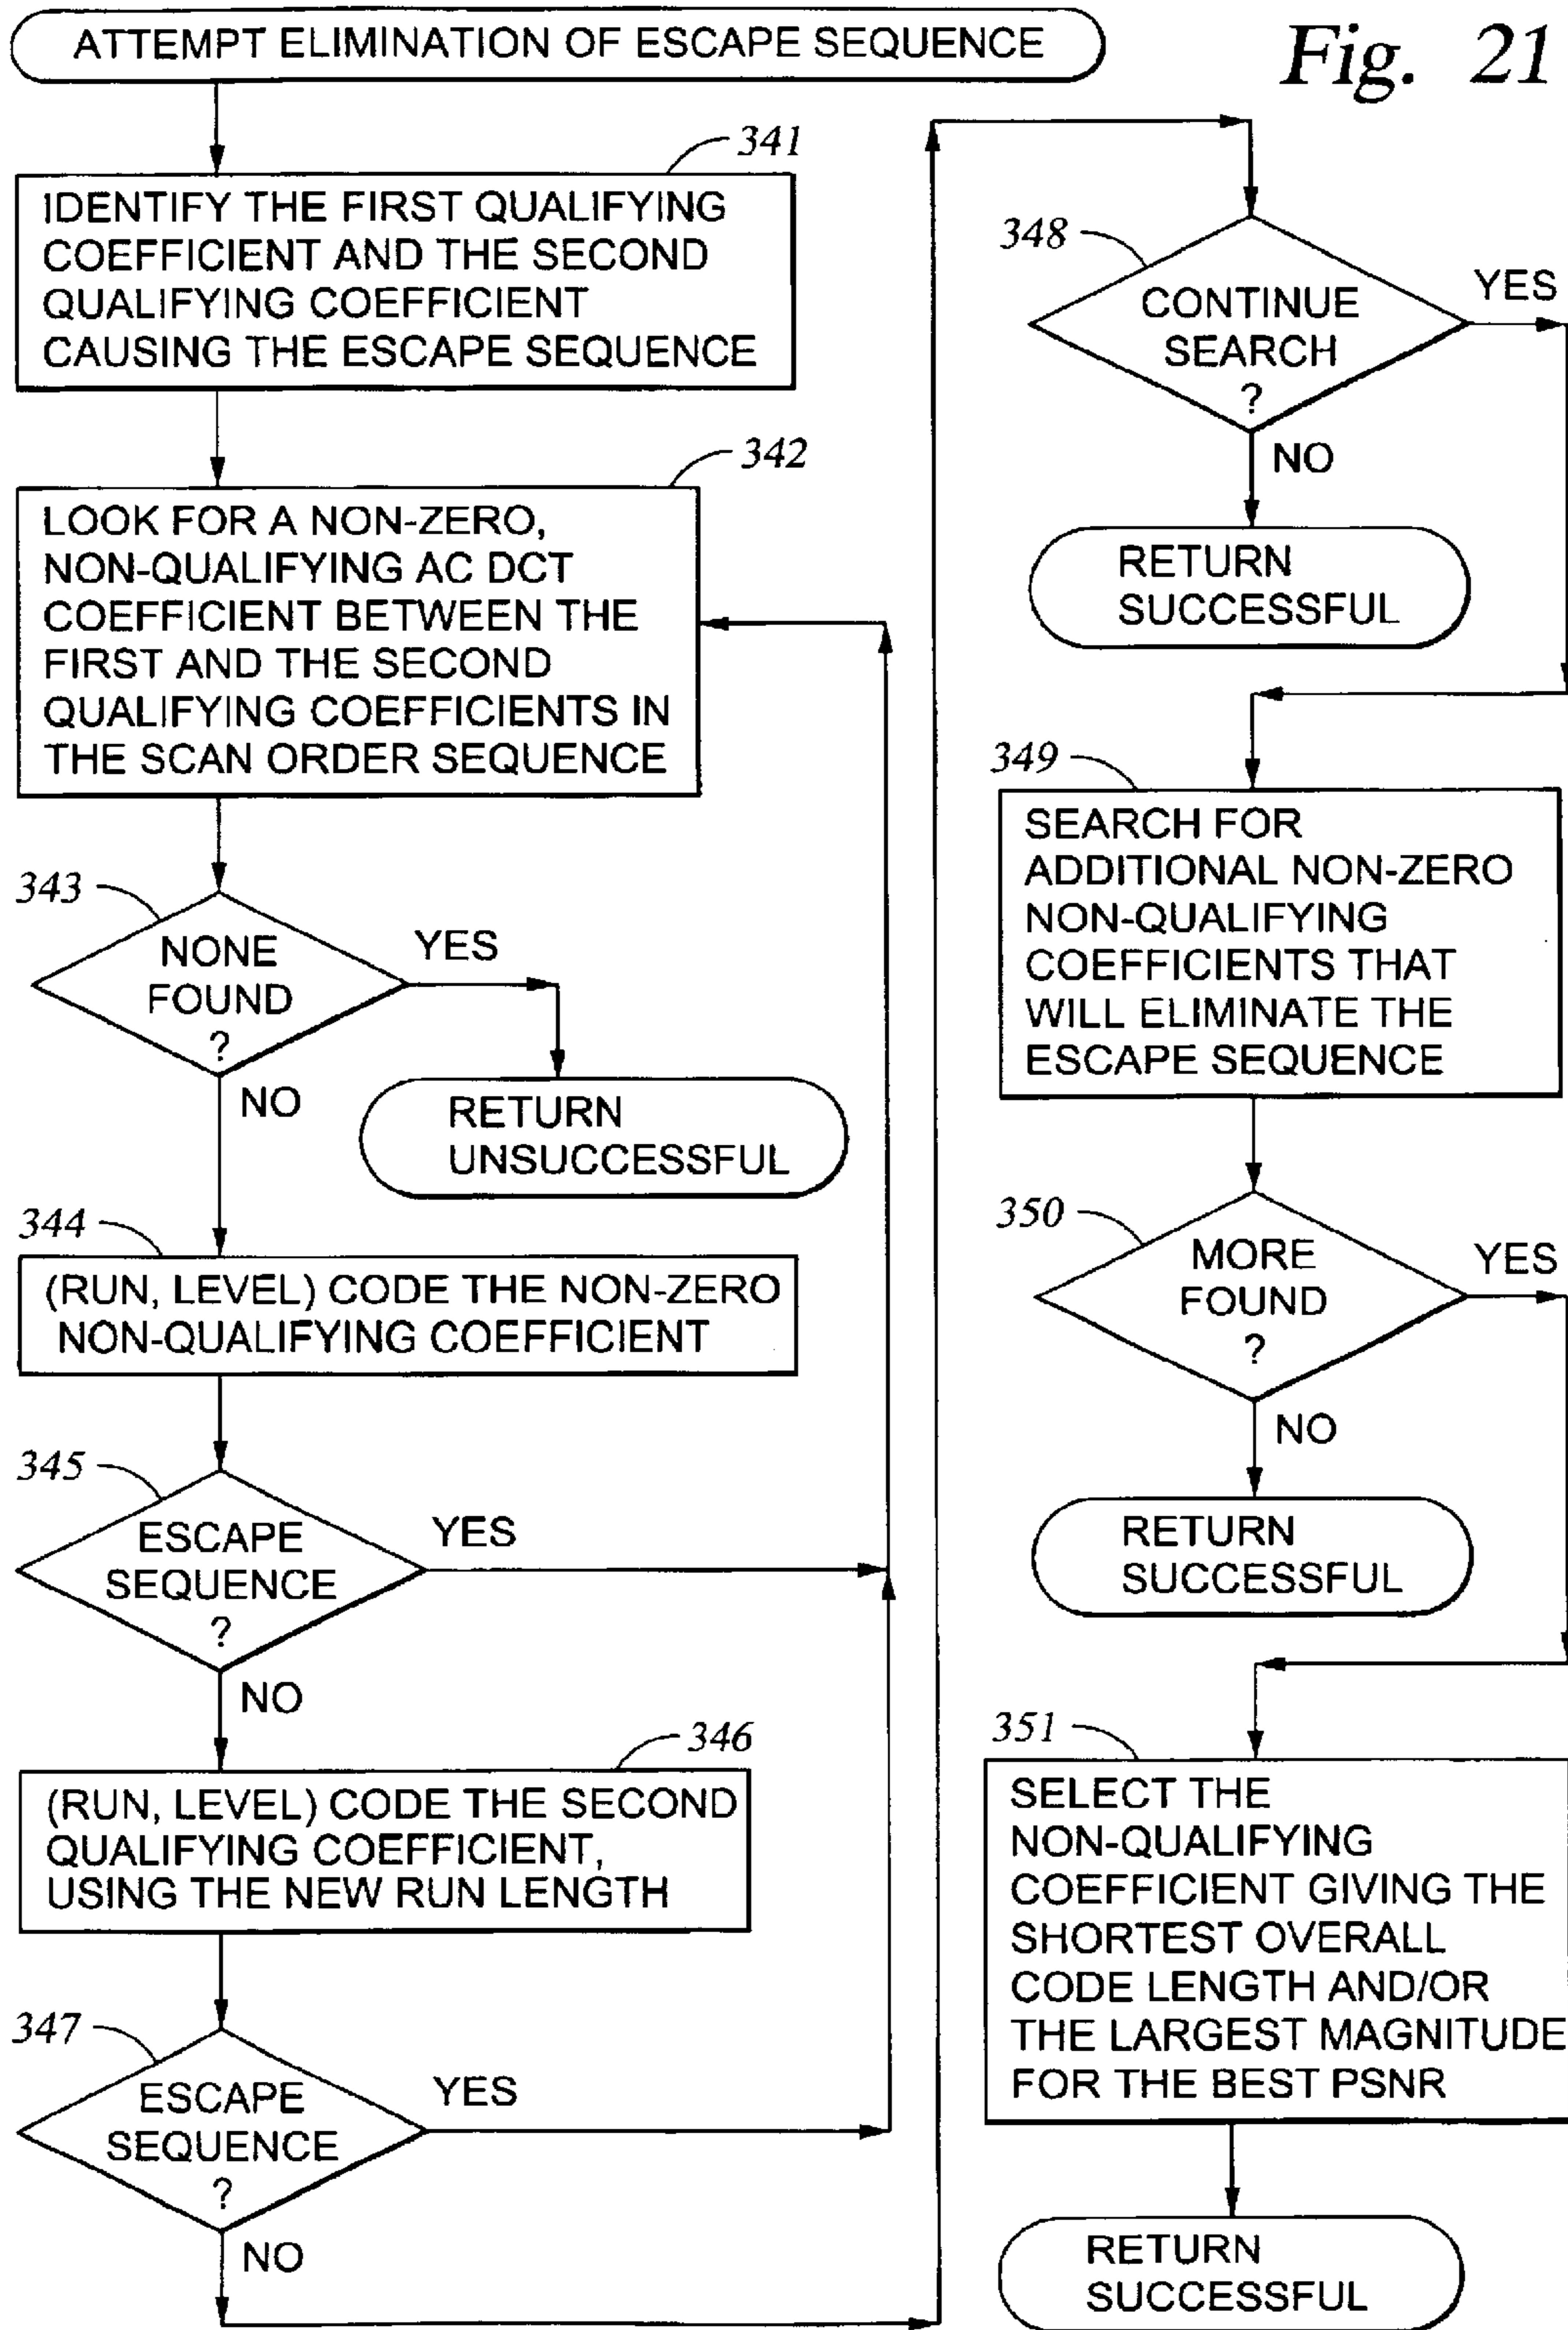 ATTEMPT ELIMINATION OF ESCAPE SEQUENCE
Fig. 21
341
IDENTIFY THE FIRST QUALIFYING
COEFFICIENT AND THE SECOND
QUALIFYING COEFFICIENT
CAUSING THE ESCAPE SEQUENCE
342
LOOK FOR A NON-ZERO,
NON-QUALIFYING AC DCT
COEFFICIENT BETWEEN THE
FIRST AND THE SECOND
QUALIFYING COEFFICIENTS IN
THE SCAN ORDER SEQUENCE
343
NONE
FOUND
?
YES
NO
RETURN
UNSUCCESSFUL
344
(RUN, LEVEL) CODE THE NON-ZERO
NON-QUALIFYING COEFFICIENT
345
ESCAPE
SEQUENCE
?
YES
NO
346
(RUN, LEVEL) CODE THE SECOND
QUALIFYING COEFFICIENT,
USING THE NEW RUN LENGTH
347
ESCAPE
SEQUENCE
?
YES
NO
348
CONTINUE
SEARCH
?
YES
NO
RETURN
SUCCESSFUL
349
SEARCH FOR
ADDITIONAL NON-ZERO
NON-QUALIFYING
COEFFICIENTS THAT
WILL ELIMINATE THE
ESCAPE SEQUENCE
350
MORE
FOUND
?
YES
NO
RETURN
SUCCESSFUL
351
SELECT THE
NON-QUALIFYING
COEFFICIENT GIVING THE
SHORTEST OVERALL
CODE LENGTH AND/OR
THE LARGEST MAGNITUDE
FOR THE BEST PSNR
RETURN
SUCCESSFUL